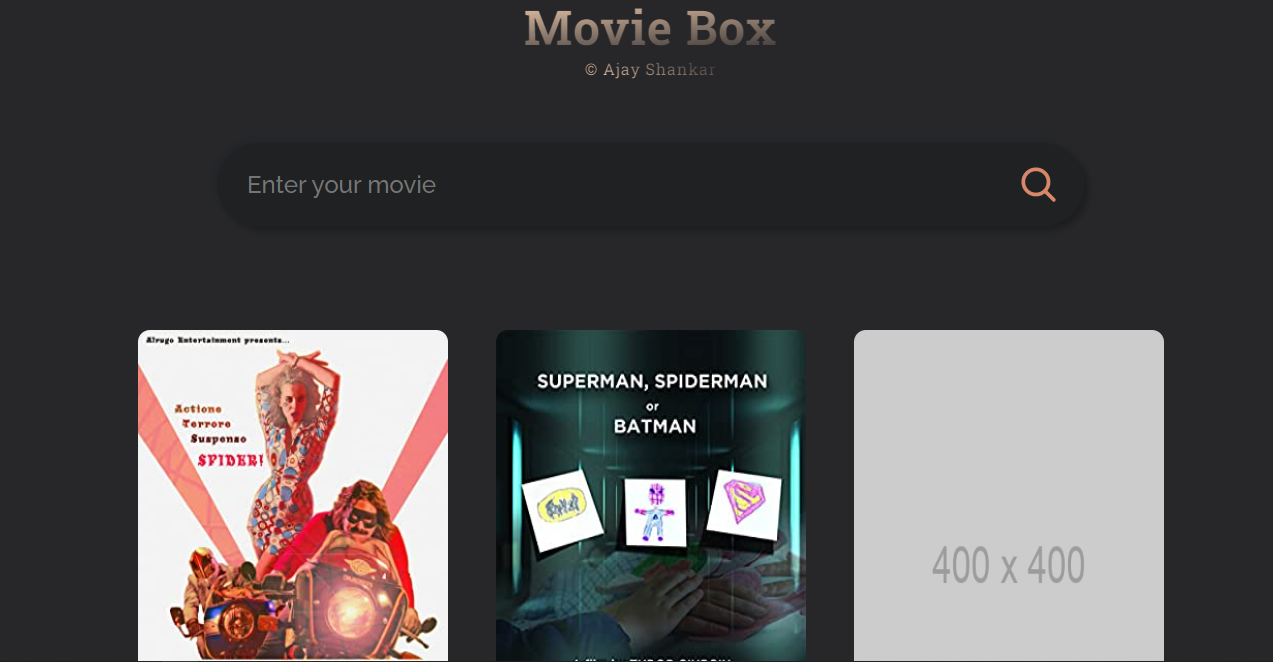 Movie Box
© Ajay Shankar
Enter your movie
Alrugo Entertainment presents...
Actione
Terrore
Suspenso
SPIDER!
SUPERMAN, SPIDERMAN
or
BATMAN
400 x 400